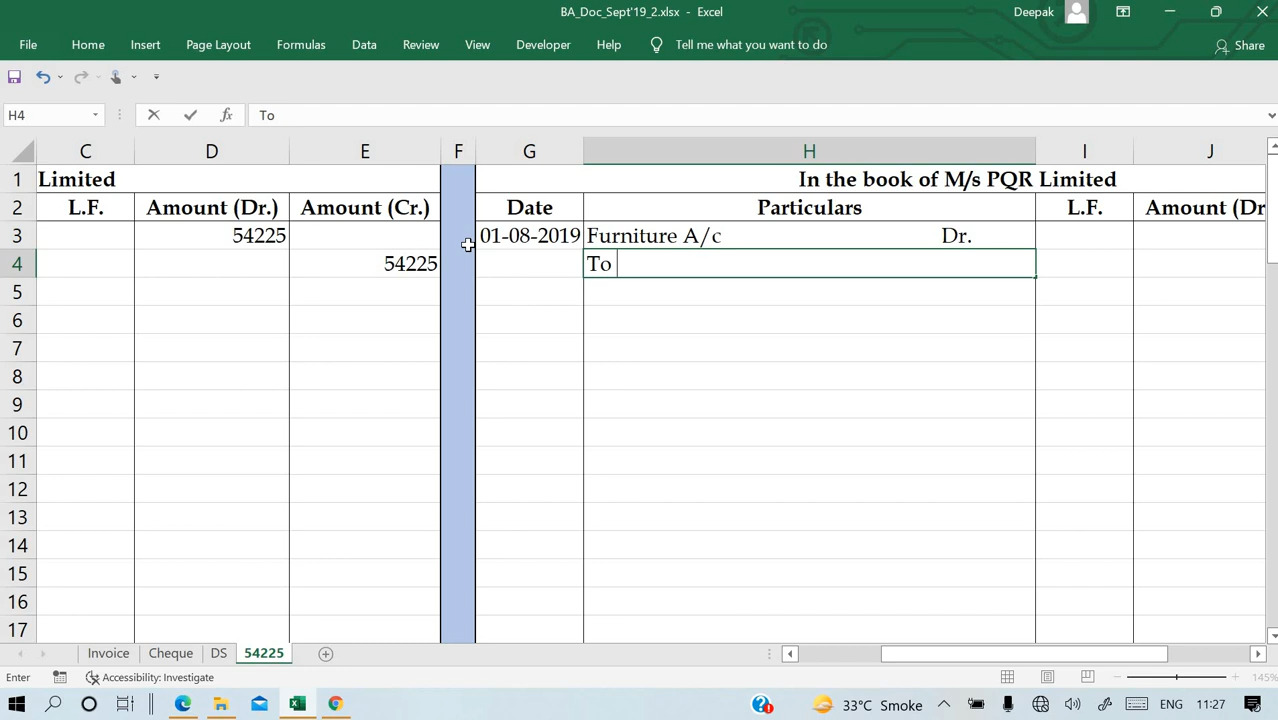 BA_Doc_Sept'19_2.xlsx - Excel
Deepak
File Home Insert Page Layout Formulas Data Review View Developer Help Tell me what you want to do Share
H4 fx To
C D E F G H I J
1 Limited In the book of M/s PQR Limited
2 L.F. Amount (Dr.) Amount (Cr.) Date Particulars L.F. Amount (Dr
3 54225 01-08-2019 Furniture A/c Dr.
4 54225 To
5
6
7
8
9
10
11
12
13
14
15
16
17
Invoice Cheque DS 54225
Enter Accessibility: Investigate 145%
33°C Smoke ENG 11:27